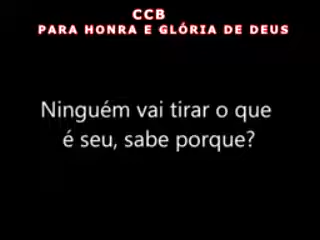 CCB
PARA HONRA E GLÓRIA DE DEUS
Ninguém vai tirar o que
é seu, sabe porque?